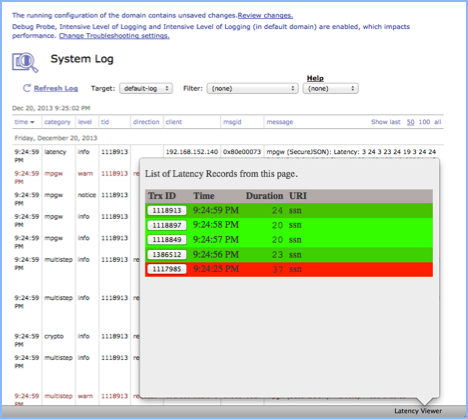 The running configuration of the domain contains unsaved changes.Review changes.
Debug Probe, Intensive Level of Logging and Intensive Level of Logging (in default domain) are enabled, which impacts
performance. Change Troubleshooting settings.
System Log
Help
Refresh Log Target: default-log Filter: (none) (none)
Dec 20, 2013 9:25:02 PM
time category level tid direction client msgid message Show last 50 100 all
Friday, December 20, 2013
9:24:59 PM latency info 1118913 192.168.152.140 0x80e00073 mpgw (SecureJSON): Latency: 3 24 3 23 24 19 3 24 24
9:24:59 PM mpgw warn 1118913 re
9:24:59 PM mpgw notice 1118913 re
9:24:59 PM mpgw info 1118913 re
9:24:59 PM mpgw info 1118913 re
9:24:59 PM multistep info 1118913 re
9:24:59 PM multistep info 1118913 re
9:24:59 PM crypto info 1118913 re
9:24:59 PM multistep info 1118913 re
9:24:59 PM multistep warn 1118913 re
List of Latency Records from this page.
Trx ID Time Duration URI
1118913 9:24:59 PM 24 ssn
1118897 9:24:58 PM 20 ssn
1118849 9:24:57 PM 20 ssn
1386512 9:24:56 PM 23 ssn
1117985 9:24:25 PM 37 ssn
Latency Viewer